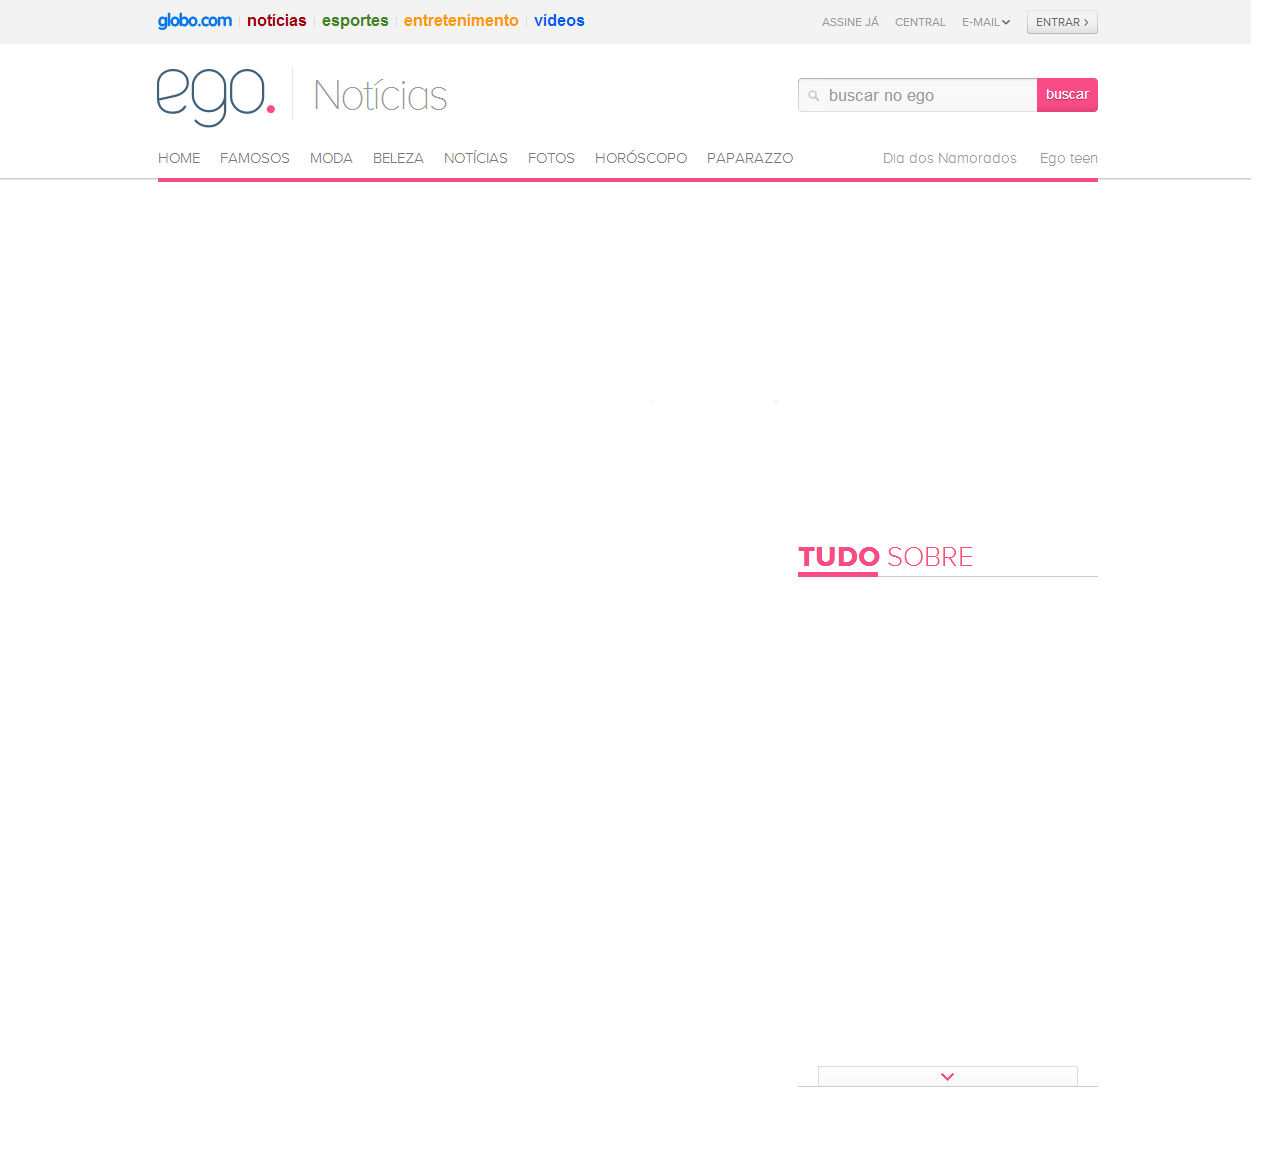 globo.com notícias esportes entretenimento vídeos ASSINE JÁ CENTRAL E-MAIL ENTRAR
ego. Notícias buscar no ego buscar
HOME FAMOSOS MODA BELEZA NOTÍCIAS FOTOS HORÓSCOPO PAPARAZZO Dia dos Namorados Ego teen
TUDO SOBRE